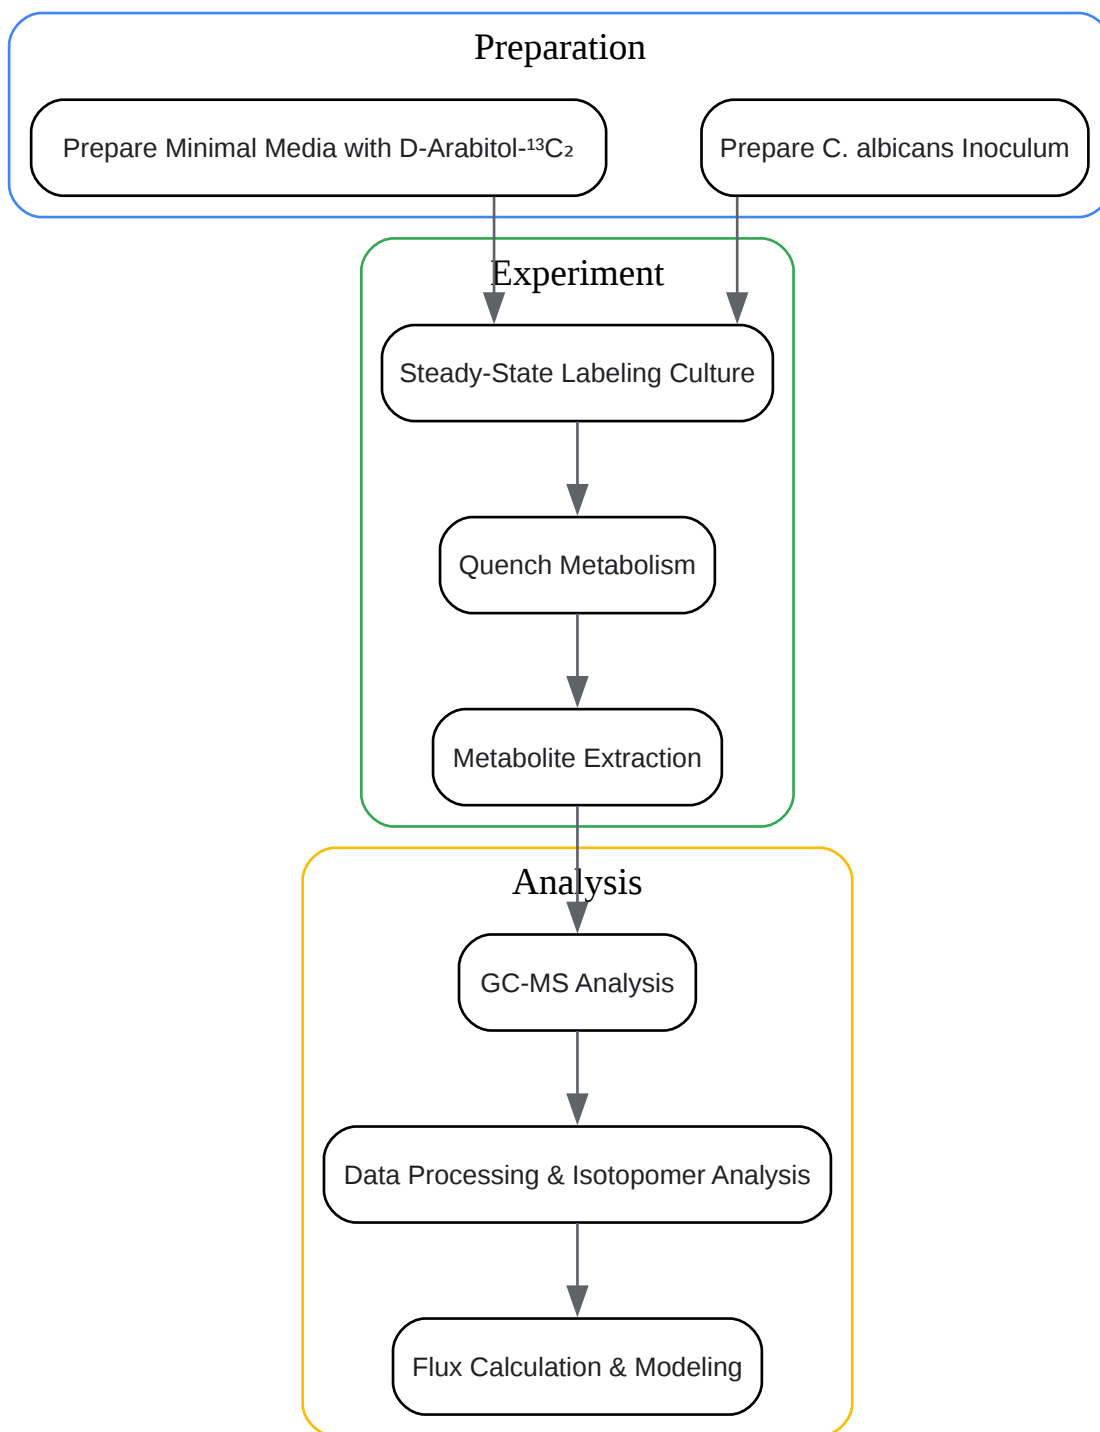 Preparation
Prepare Minimal Media with D-Arabitol-¹³C₂
Prepare C. albicans Inoculum
Experiment
Steady-State Labeling Culture
Quench Metabolism
Metabolite Extraction
Analysis
GC-MS Analysis
Data Processing & Isotopomer Analysis
Flux Calculation & Modeling